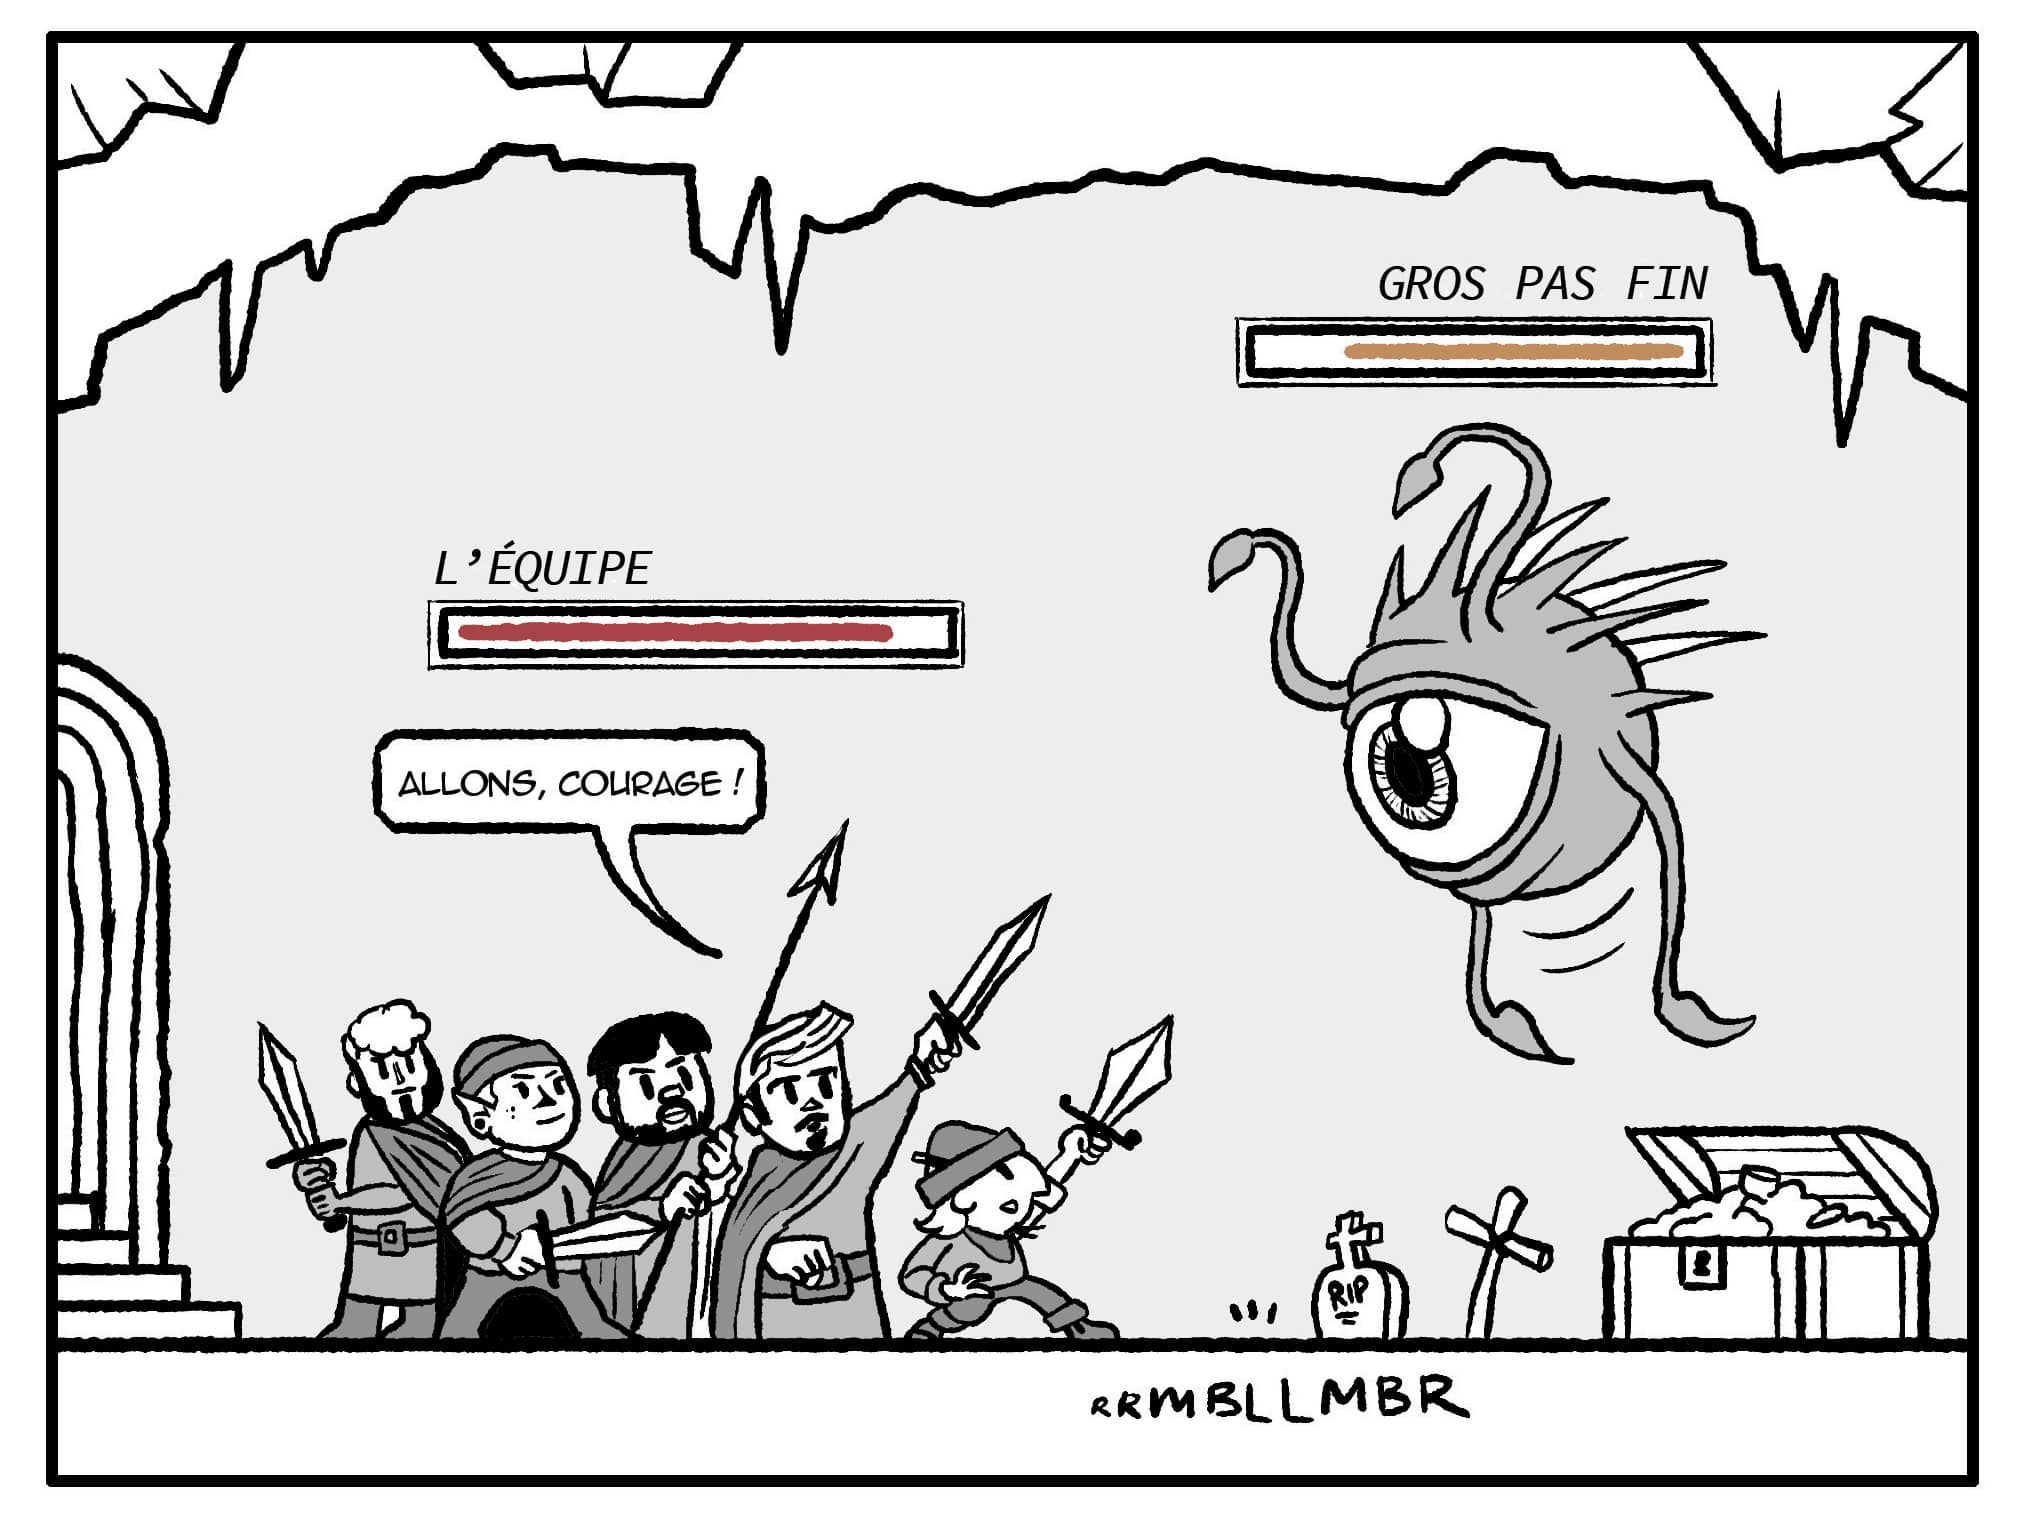 GROS PAS FIN
L'ÉQUIPE
ALLONS, COURAGE !
RIP
RRMBLLMBR